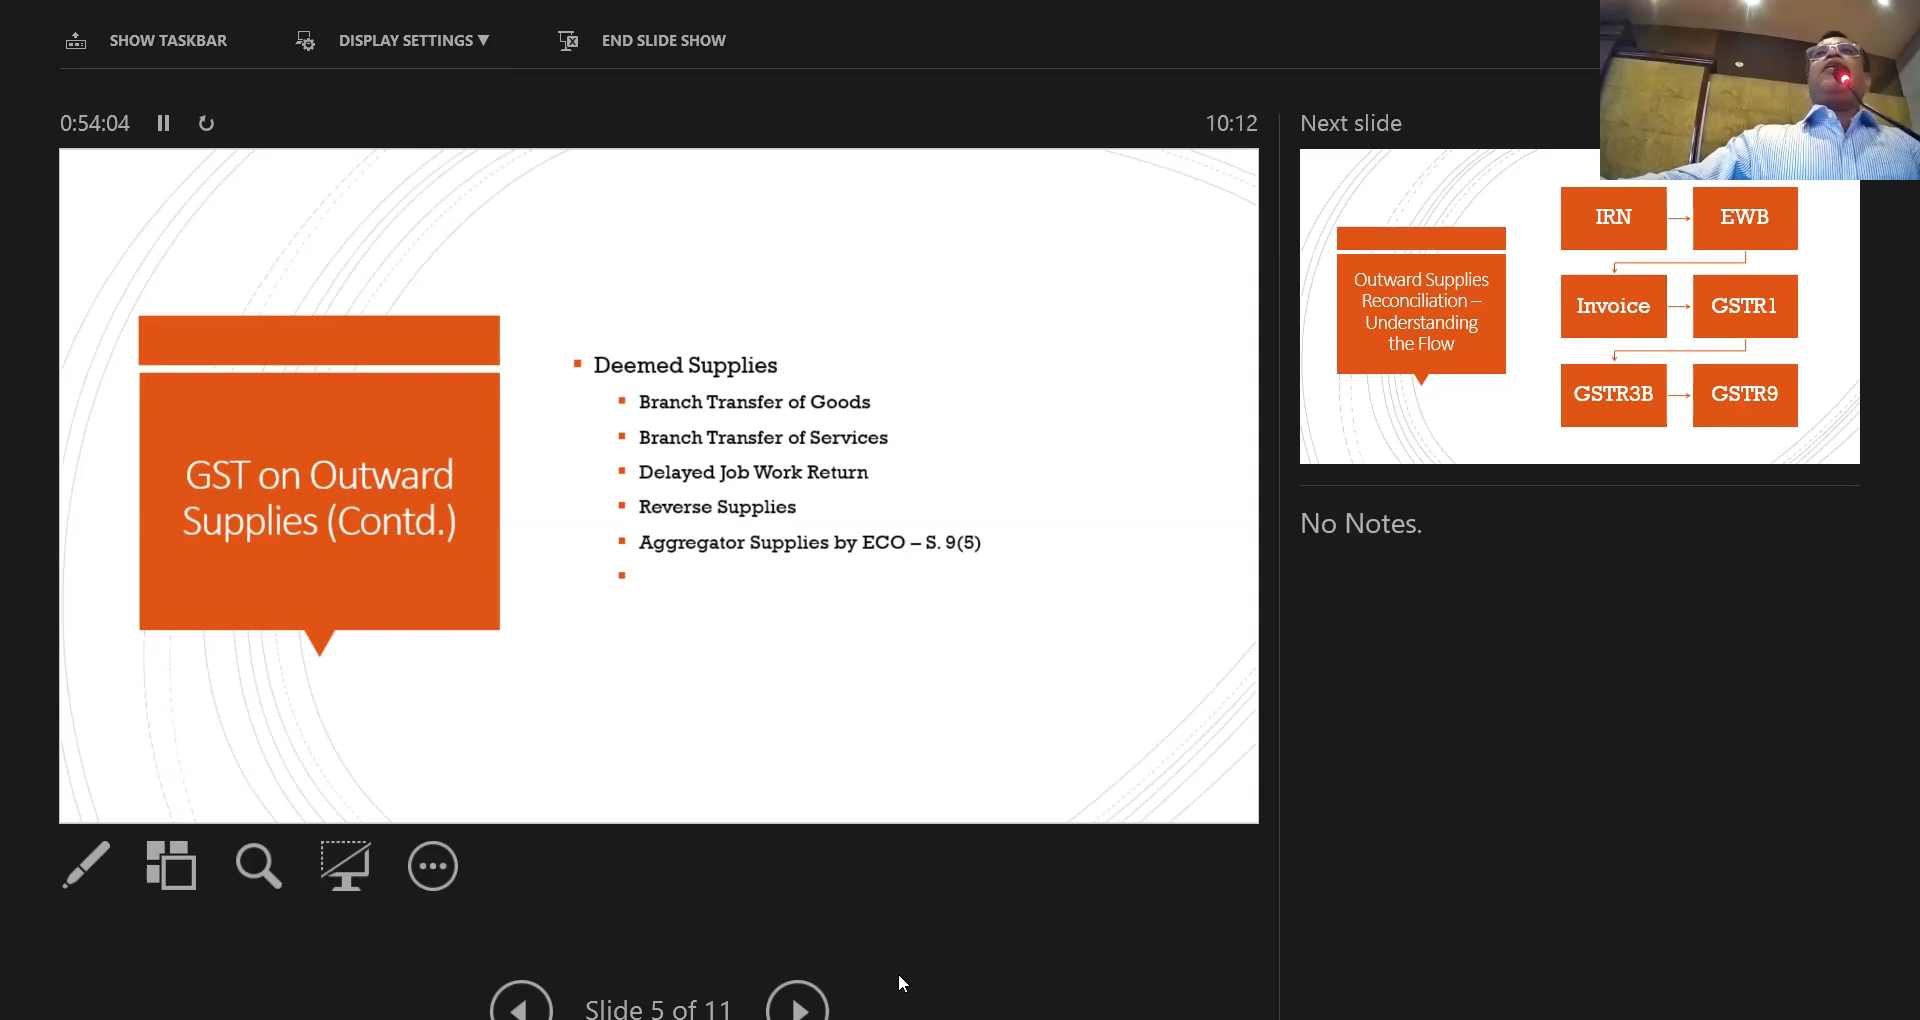 SHOW TASKBAR
DISPLAY SETTINGS ▼
END SLIDE SHOW
0:54:04
10:12
Next slide
GST on Outward
Supplies (Contd.)
Deemed Supplies
Branch Transfer of Goods
Branch Transfer of Services
Delayed Job Work Return
Reverse Supplies
Aggregator Supplies by ECO – S. 9(5)
Outward Supplies
Reconciliation –
Understanding
the Flow
IRN
EWB
Invoice
GSTR1
GSTR3B
GSTR9
No Notes.
Slide 5 of 11